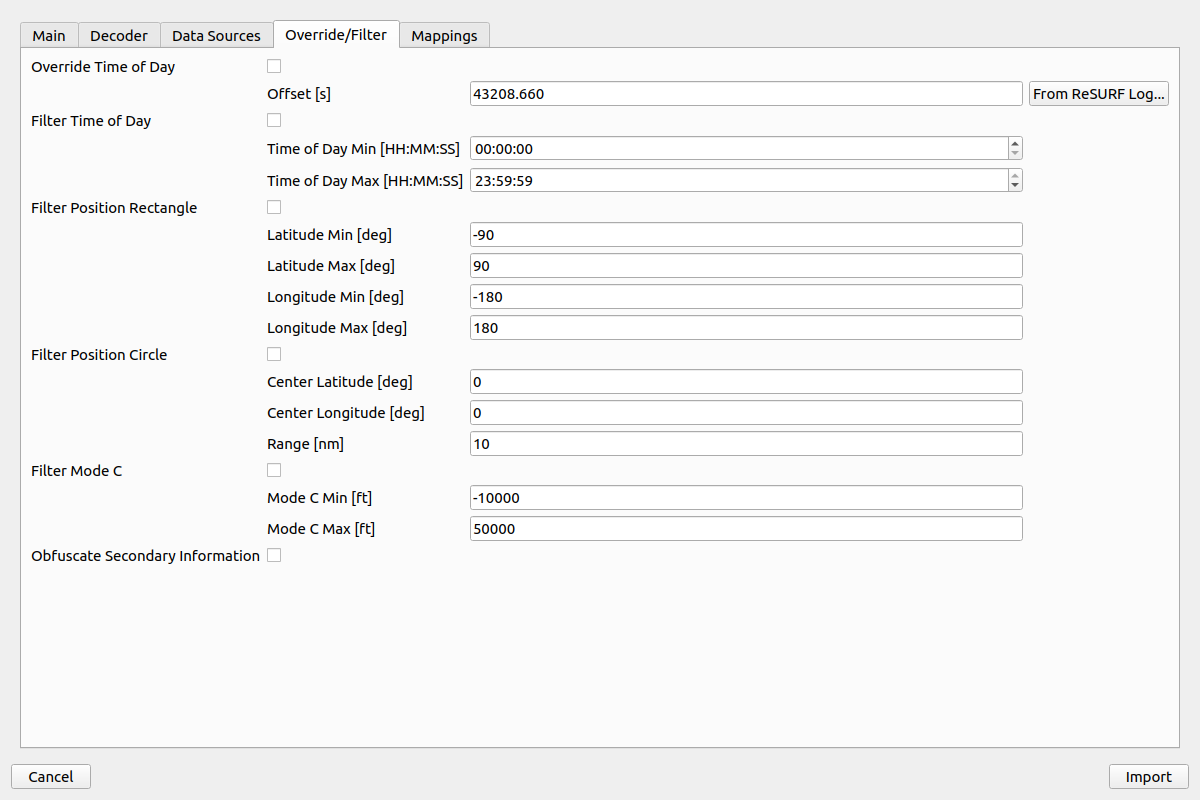 Main Decoder Data Sources Override/Filter Mappings
Override Time of Day
Offset [s] 43208.660 From ReSURF Log...
Filter Time of Day
Time of Day Min [HH:MM:SS] 00:00:00
Time of Day Max [HH:MM:SS] 23:59:59
Filter Position Rectangle
Latitude Min [deg] -90
Latitude Max [deg] 90
Longitude Min [deg] -180
Longitude Max [deg] 180
Filter Position Circle
Center Latitude [deg] 0
Center Longitude [deg] 0
Range [nm] 10
Filter Mode C
Mode C Min [ft] -10000
Mode C Max [ft] 50000
Obfuscate Secondary Information
Cancel Import